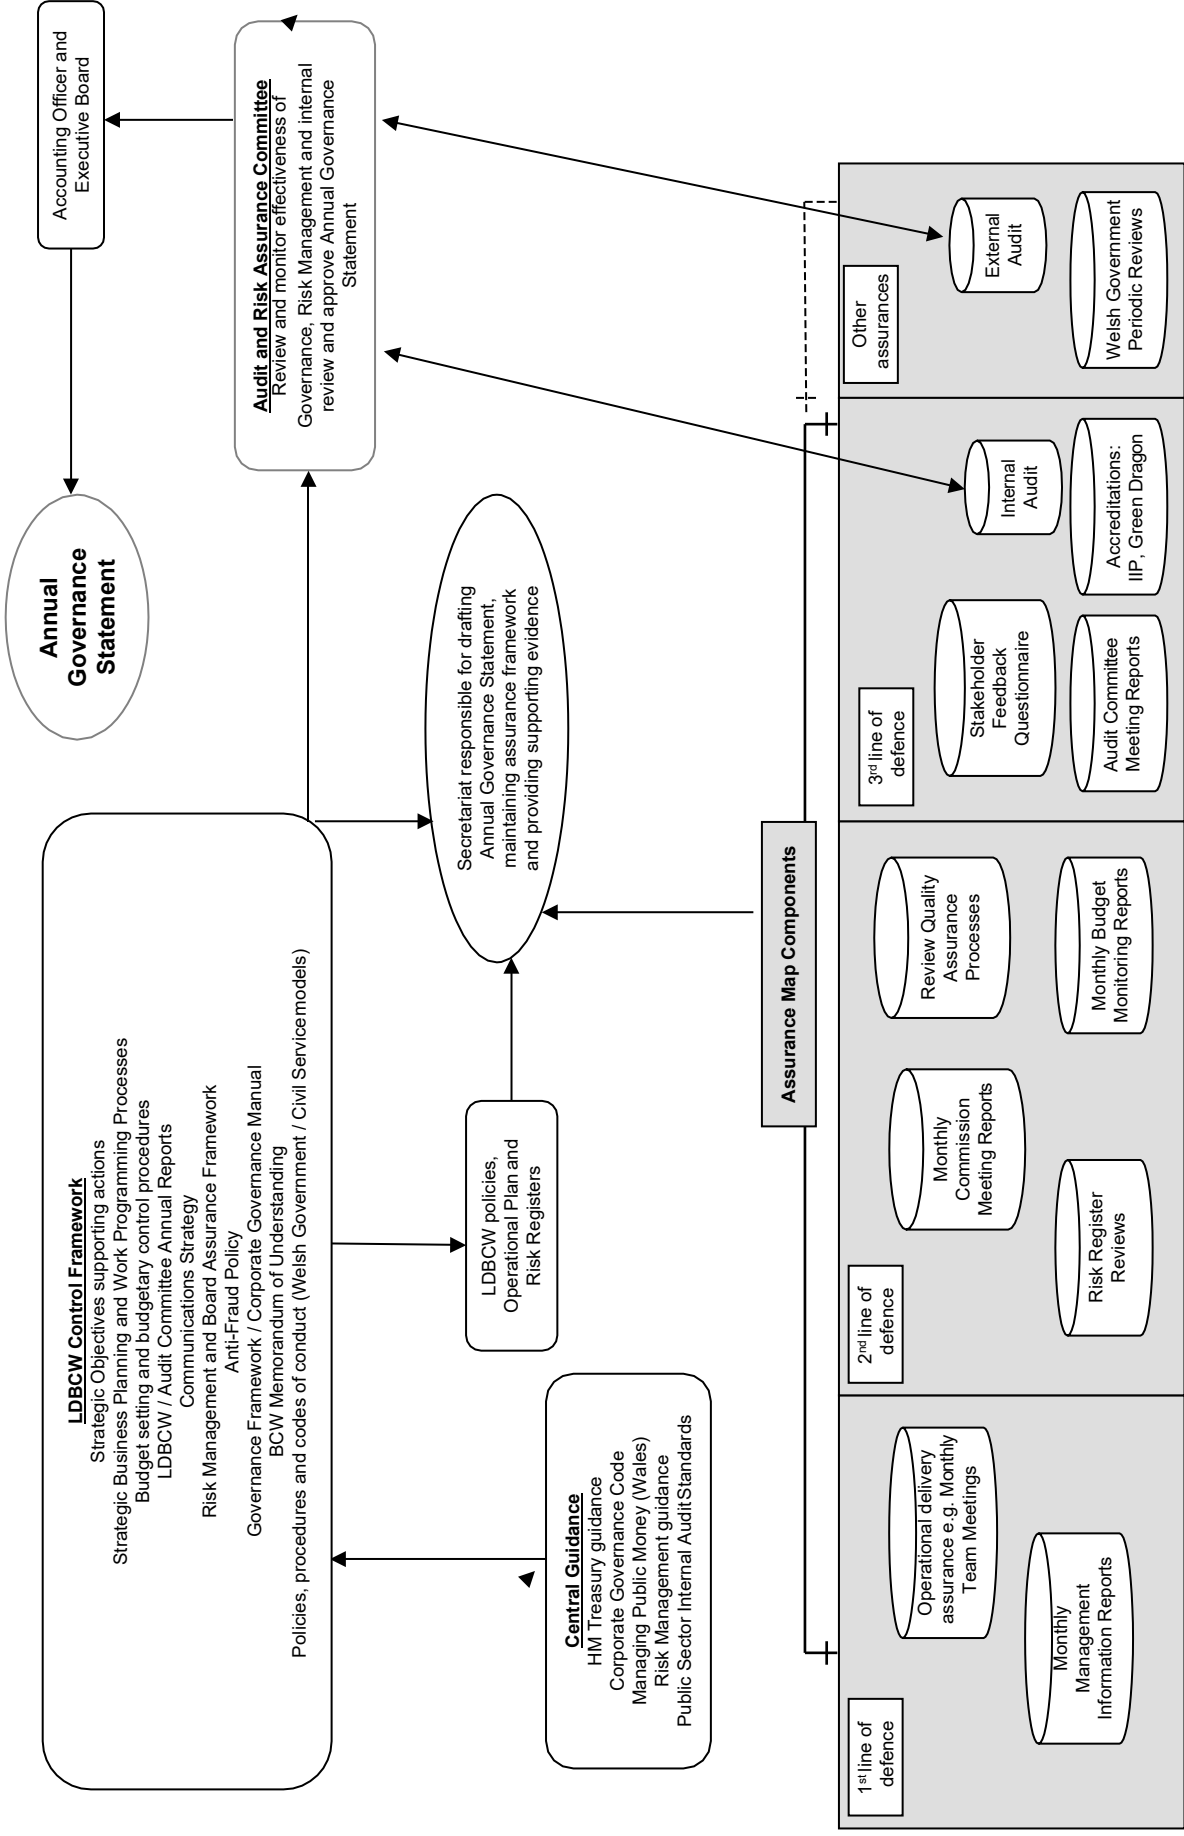 LDBCW Control Framework
Strategic Objectives supporting actions
Strategic Business Planning and Work Programming Processes
Budget setting and budgetary control procedures
LDBCW / Audit Committee Annual Reports
Communications Strategy
Risk Management and Board Assurance Framework
Anti-Fraud Policy
Governance Framework / Corporate Governance Manual
BCW Memorandum of Understanding
Policies, procedures and codes of conduct (Welsh Government / Civil Servicemodels)
Annual
Governance
Statement
Accounting Officer and
Executive Board
Audit and Risk Assurance Committee
Review and monitor effectiveness of
Governance, Risk Management and internal
review and approve Annual Governance
Statement
Central Guidance
HM Treasury guidance
Corporate Governance Code
Managing Public Money (Wales)
Risk Management guidance
Public Sector Internal AuditStandards
LDBCW policies,
Operational Plan and
Risk Registers
Secretariat responsible for drafting
Annual Governance Statement,
maintaining assurance framework
and providing supporting evidence
Assurance Map Components
1st line of
defence
Operational delivery
assurance e.g. Monthly
Team Meetings
Monthly
Management
Information Reports
2nd line of
defence
Monthly
Commission
Meeting Reports
Review Quality
Assurance
Processes
Risk Register
Reviews
Monthly Budget
Monitoring Reports
3rd line of
defence
Stakeholder
Feedback
Questionnaire
Internal
Audit
Audit Committee
Meeting Reports
Accreditations:
IIP, Green Dragon
Other
assurances
External
Audit
Welsh Government
Periodic Reviews